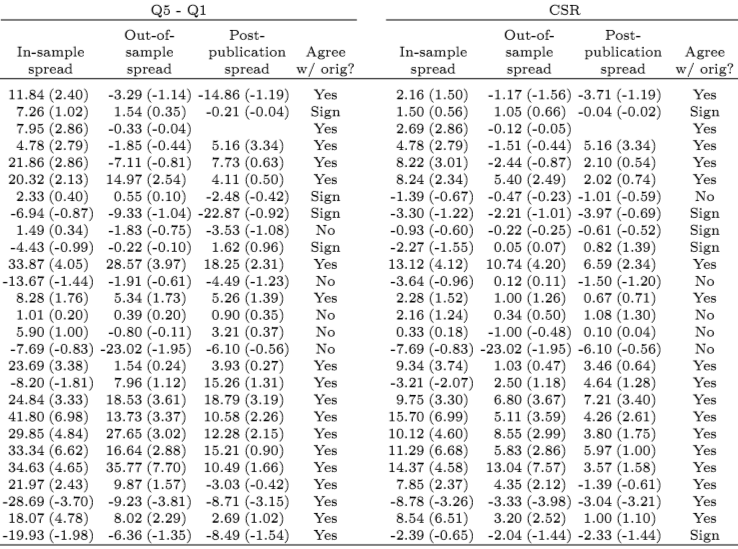 Q5 - Q1 CSR
Out-of- Post- Out-of- Post-
In-sample sample publication Agree In-sample sample publication Agree
spread spread spread w/ orig? spread spread spread w/ orig?
11.84 (2.40) -3.29 (-1.14) -14.86 (-1.19) Yes 2.16 (1.50) -1.17 (-1.56) -3.71 (-1.19) Yes
7.26 (1.02) 1.54 (0.35) -0.21 (-0.04) Sign 1.50 (0.56) 1.05 (0.66) -0.04 (-0.02) Sign
7.95 (2.86) -0.33 (-0.04) Yes 2.69 (2.86) -0.12 (-0.05) Yes
4.78 (2.79) -1.85 (-0.44) 5.16 (3.34) Yes 4.78 (2.79) -1.51 (-0.44) 5.16 (3.34) Yes
21.86 (2.86) -7.11 (-0.81) 7.73 (0.63) Yes 8.22 (3.01) -2.44 (-0.87) 2.10 (0.54) Yes
20.32 (2.13) 14.97 (2.54) 4.11 (0.50) Yes 8.24 (2.34) 5.40 (2.49) 2.02 (0.74) Yes
2.33 (0.40) 0.55 (0.10) -2.48 (-0.42) Sign -1.39 (-0.67) -0.47 (-0.23) -1.01 (-0.59) No
-6.94 (-0.87) -9.33 (-1.04) -22.87 (-0.92) Sign -3.30 (-1.22) -2.21 (-1.01) -3.97 (-0.69) Sign
1.49 (0.34) -1.83 (-0.75) -3.53 (-1.08) No -0.93 (-0.60) -0.22 (-0.25) -0.61 (-0.52) Sign
-4.43 (-0.99) -0.22 (-0.10) 1.62 (0.96) Sign -2.27 (-1.55) 0.05 (0.07) 0.82 (1.39) Sign
33.87 (4.05) 28.57 (3.97) 18.25 (2.31) Yes 13.12 (4.12) 10.74 (4.20) 6.59 (2.34) Yes
-13.67 (-1.44) -1.91 (-0.61) -4.49 (-1.23) No -3.64 (-0.96) 0.12 (0.11) -1.50 (-1.20) No
8.28 (1.76) 5.34 (1.73) 5.26 (1.39) Yes 2.28 (1.52) 1.00 (1.26) 0.67 (0.71) Yes
1.01 (0.20) 0.39 (0.20) 0.90 (0.35) No 2.16 (1.24) 0.34 (0.50) 1.08 (1.30) No
5.90 (1.00) -0.80 (-0.11) 3.21 (0.37) No 0.33 (0.18) -1.00 (-0.48) 0.10 (0.04) No
-7.69 (-0.83) -23.02 (-1.95) -6.10 (-0.56) No -7.69 (-0.83) -23.02 (-1.95) -6.10 (-0.56) No
23.69 (3.38) 1.54 (0.24) 3.93 (0.27) Yes 9.34 (3.74) 1.03 (0.47) 3.46 (0.64) Yes
-8.20 (-1.81) 7.96 (1.12) 15.26 (1.31) Yes -3.21 (-2.07) 2.50 (1.18) 4.64 (1.28) Yes
24.84 (3.33) 18.53 (3.61) 18.79 (3.19) Yes 9.75 (3.30) 6.80 (3.67) 7.21 (3.40) Yes
41.80 (6.98) 13.73 (3.37) 10.58 (2.26) Yes 15.70 (6.99) 5.11 (3.59) 4.26 (2.61) Yes
29.85 (4.84) 27.65 (3.02) 12.28 (2.15) Yes 10.12 (4.60) 8.55 (2.99) 3.80 (1.75) Yes
33.34 (6.62) 16.64 (2.88) 15.21 (0.90) Yes 11.29 (6.68) 5.83 (2.86) 5.97 (1.00) Yes
34.63 (4.65) 35.77 (7.70) 10.49 (1.66) Yes 14.37 (4.58) 13.04 (7.57) 3.57 (1.58) Yes
21.97 (2.43) 9.87 (1.57) -3.03 (-0.42) Yes 7.85 (2.37) 4.35 (2.12) -1.39 (-0.61) Yes
-28.69 (-3.70) -9.23 (-3.81) -8.71 (-3.15) Yes -8.78 (-3.26) -3.33 (-3.98) -3.04 (-3.21) Yes
18.07 (4.78) 8.02 (2.29) 2.69 (1.02) Yes 8.54 (6.51) 3.20 (2.52) 1.00 (1.10) Yes
-19.93 (-1.98) -6.36 (-1.35) -8.49 (-1.54) Yes -2.39 (-0.65) -2.04 (-1.44) -2.33 (-1.44) Sign